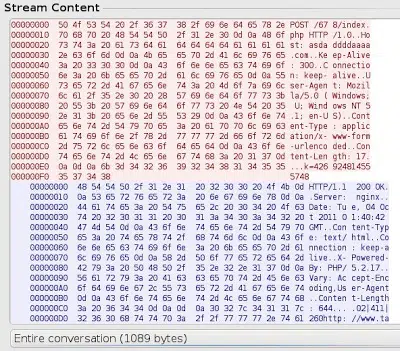 Stream Content
00000000 50 4f 53 54 20 2f 36 37 38 2f 69 6e 64 65 78 2e POST /67 8/index.
00000010 70 68 70 20 48 54 54 50 2f 31 2e 30 0d 0a 48 6f php HTTP /1.0..Ho
00000020 73 74 3a 20 61 73 64 61 64 64 64 64 61 61 61 61 st: asda ddddaaaa
00000030 2e 63 6f 6d 0d 0a 4b 65 65 70 2d 41 6c 69 76 65 .com..Ke ep-Alive
00000040 3a 20 33 30 30 0d 0a 43 6f 6e 6e 65 63 74 69 6f : 300..C onnectio
00000050 6e 3a 20 6b 65 65 70 2d 61 6c 69 76 65 0d 0a 55 n: keep- alive..U
00000060 73 65 72 2d 41 67 65 6e 74 3a 20 4d 6f 7a 69 6c ser-Agen t: Mozil
00000070 6c 61 2f 35 2e 30 20 28 57 69 6e 64 6f 77 73 3b la/5.0 ( Windows;
00000080 20 55 3b 20 57 69 6e 64 6f 77 73 20 4e 54 20 35 U; Wind ows NT 5
00000090 2e 31 3b 20 65 6e 2d 55 53 29 0d 0a 43 6f 6e 74 .1; en-U S)..Cont
000000A0 65 6e 74 2d 54 79 70 65 3a 20 61 70 70 6c 69 63 ent-Type : applic
000000B0 61 74 69 6f 6e 2f 78 2d 77 77 77 2d 66 6f 72 6d ation/x- www-form
000000C0 2d 75 72 6c 65 6e 63 6f 64 65 64 0d 0a 43 6f 6e -urlenco ded..Con
000000D0 74 65 6e 74 2d 4c 65 6e 67 74 68 3a 20 31 37 0d tent-Len gth: 17.
000000E0 0a 0d 0a 6b 3d 34 32 36 39 32 34 38 31 34 35 35 ...k=426 92481455
000000F0 35 37 34 38 5748
00000000 48 54 54 50 2f 31 2e 31 20 32 30 30 20 4f 4b 0d HTTP/1.1 200 OK.
00000010 0a 53 65 72 76 65 72 3a 20 6e 67 69 6e 78 0d 0a .Server: nginx..
00000020 44 61 74 65 3a 20 54 75 65 2c 20 30 34 20 4f 63 Date: Tu e, 04 Oc
00000030 74 20 32 30 31 31 20 30 31 3a 34 30 3a 34 32 20 t 2011 0 1:40:42
00000040 47 4d 54 0d 0a 43 6f 6e 74 65 6e 74 2d 54 79 70 GMT..Con tent-Typ
00000050 65 3a 20 74 65 78 74 2f 68 74 6d 6c 0d 0a 43 6f e: text/ html..Co
00000060 6e 6e 65 63 74 69 6f 6e 3a 20 6b 65 65 70 2d 61 nnection : keep-a
00000070 6c 69 76 65 0d 0a 58 2d 50 6f 77 65 72 65 64 2d live..X- Powered-
00000080 42 79 3a 20 50 48 50 2f 35 2e 32 2e 31 37 0d 0a By: PHP/ 5.2.17..
00000090 56 61 72 79 3a 20 41 63 63 65 70 74 2d 45 6e 63 Vary: Ac cept-Enc
000000A0 6f 64 69 6e 67 2c 55 73 65 72 2d 41 67 65 6e 74 oding,Us er-Agent
000000B0 0d 0a 43 6f 6e 74 65 6e 74 2d 4c 65 6e 67 74 68 ..Conten t-Length
000000C0 3a 20 36 34 34 0d 0a 0d 0a 30 32 7c 34 31 31 7c : 644... .02|411|
000000D0 32 36 30 68 74 74 70 3a 2f 2f 77 77 77 2e 74 61 260http: //www.ta
Entire conversation (1089 bytes)